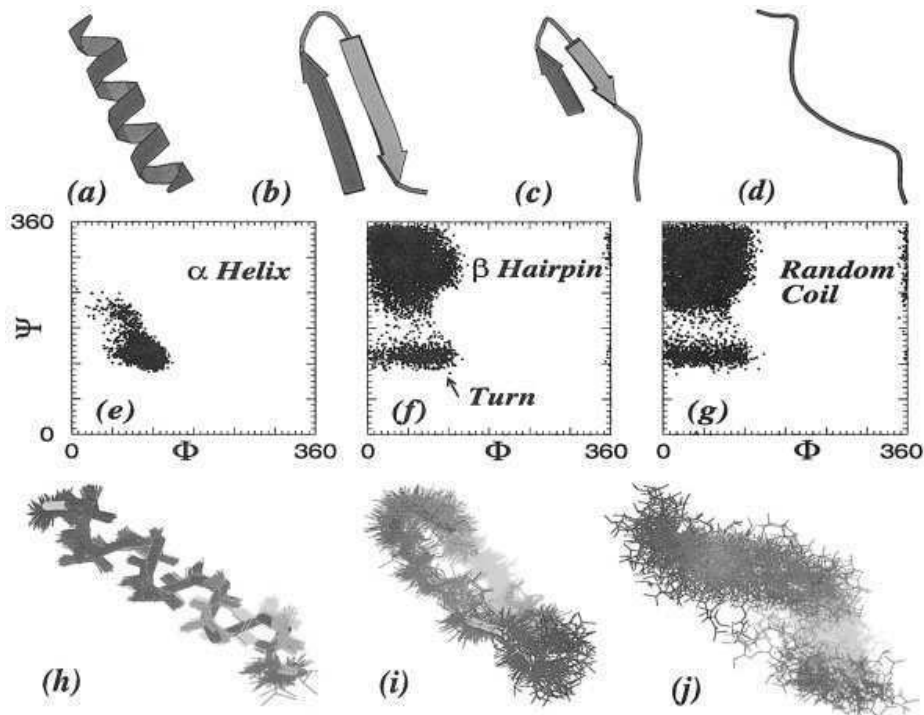 (a)
(b)
(c)
(d)
360
α Helix
β Hairpin
Random
Coil
Ψ
(e)
(f)
Turn
(g)
0
0 Φ 360
0 Φ 360
0 Φ 360
(h)
(i)
(j)